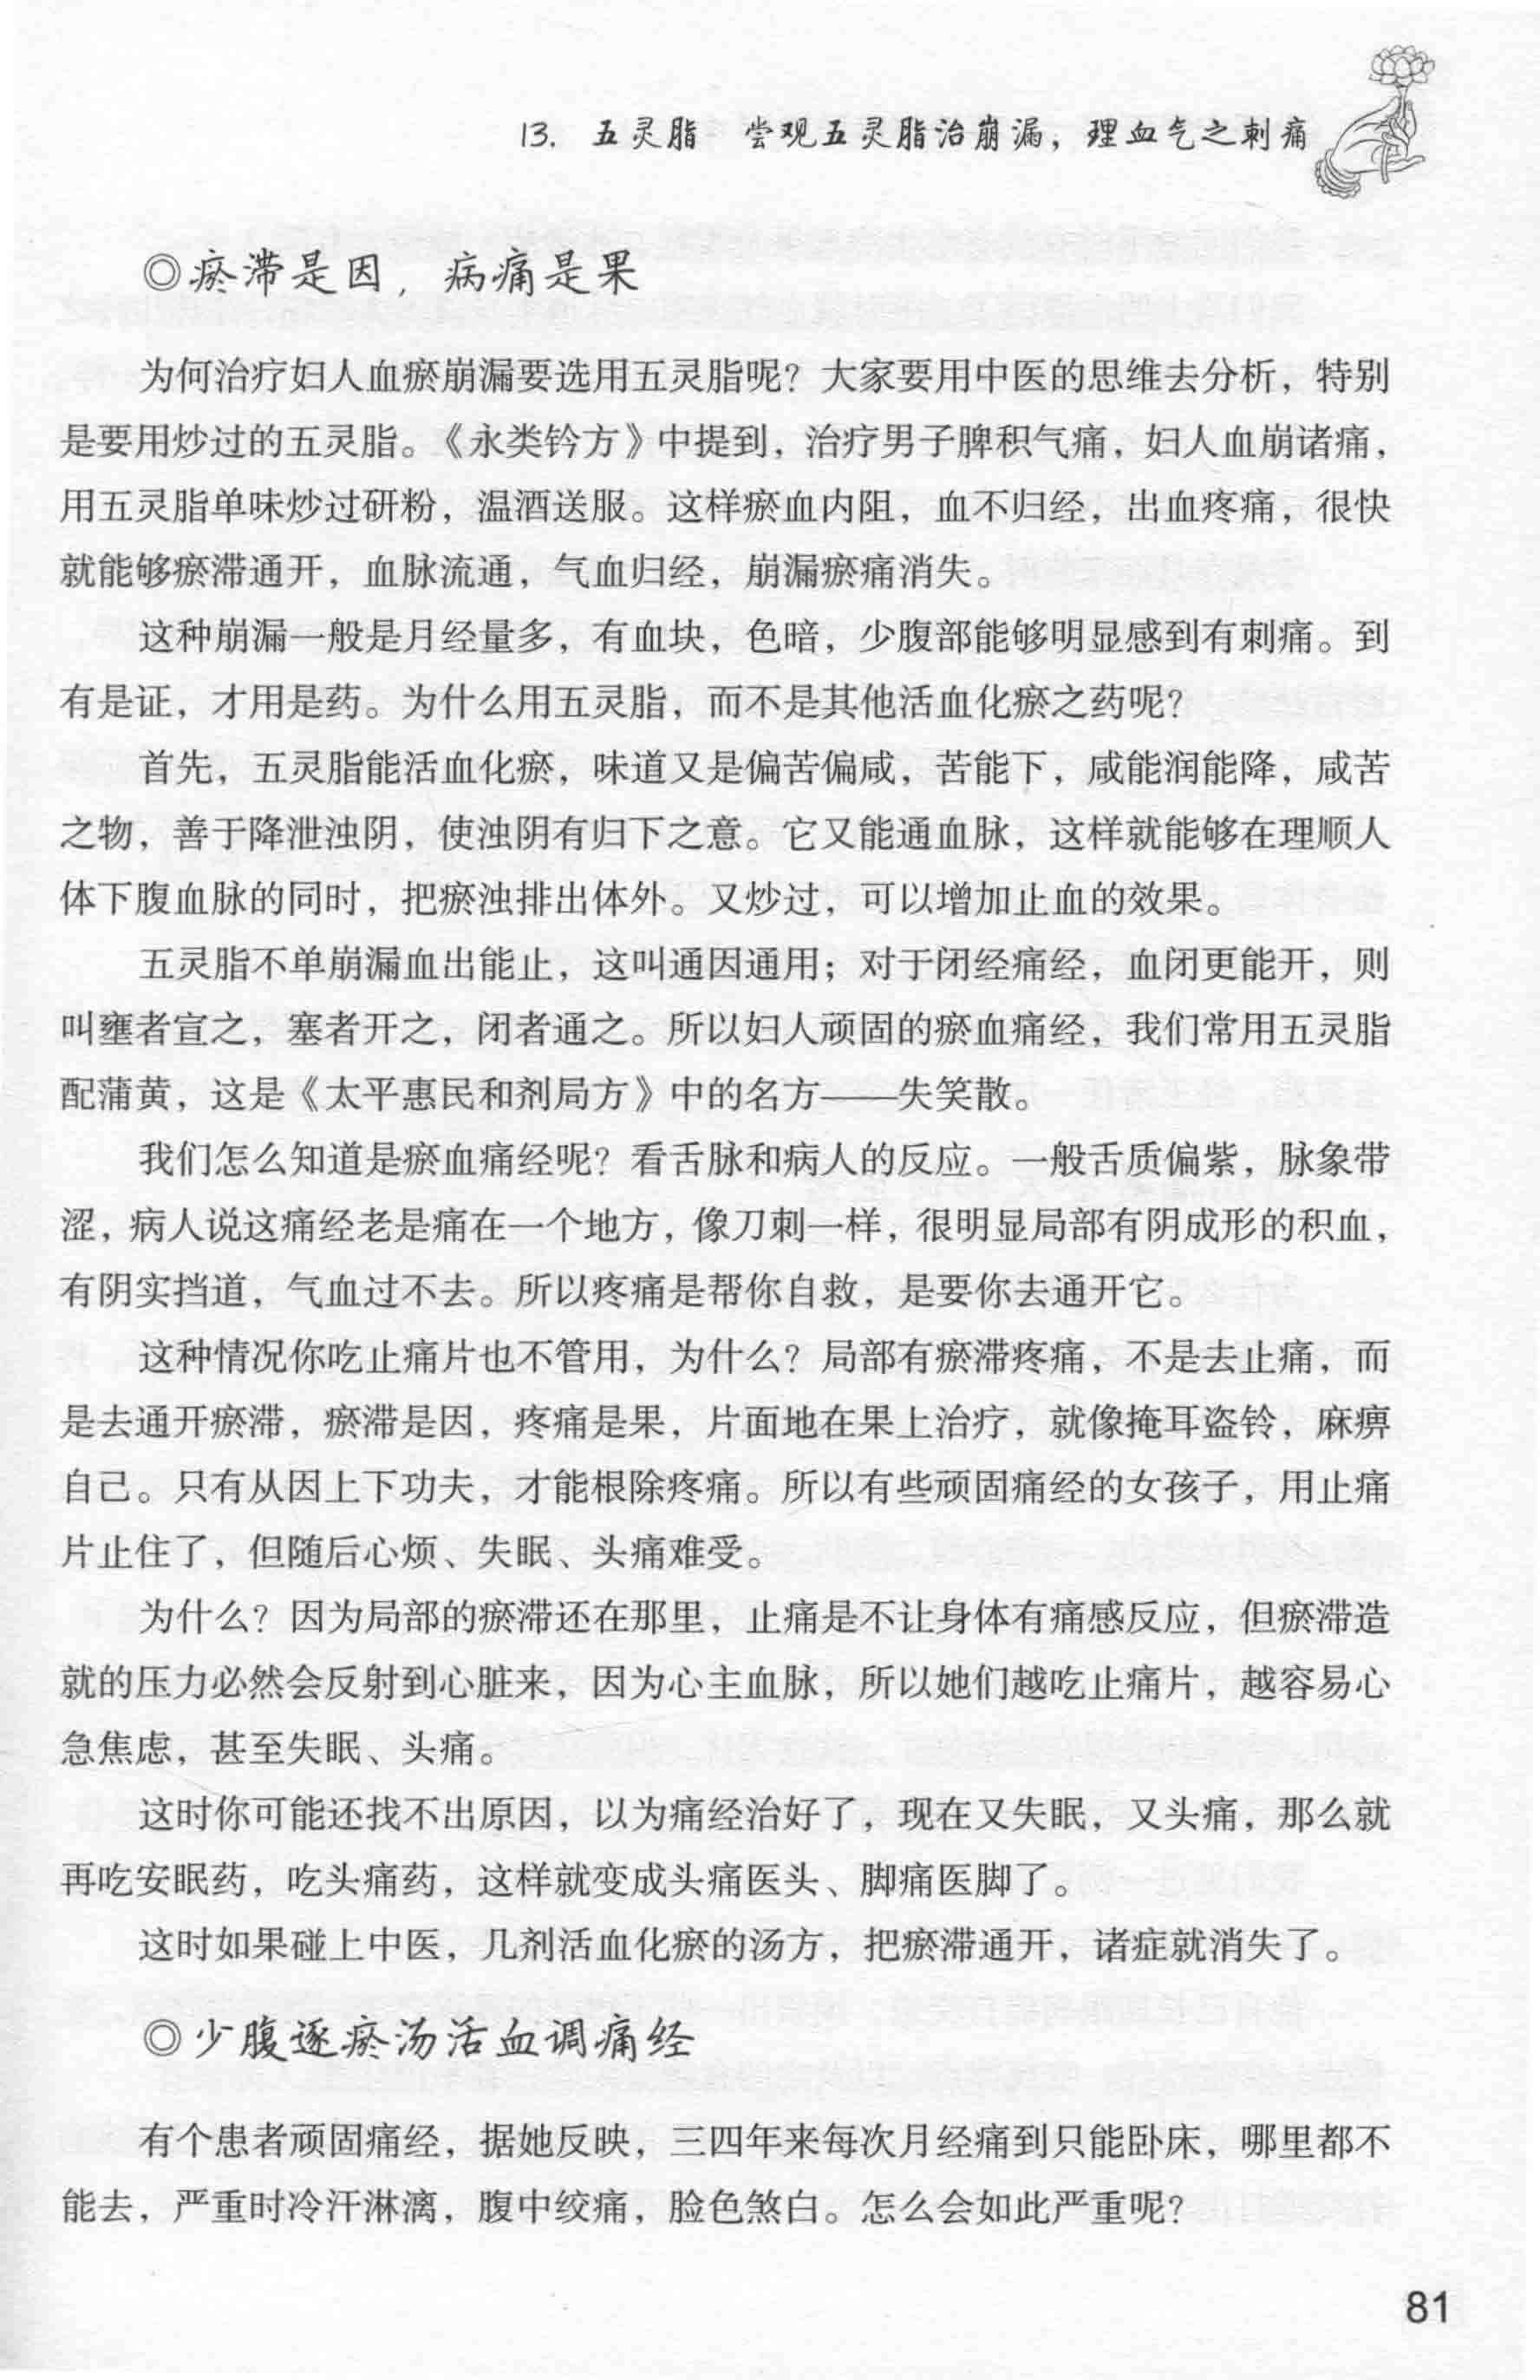 13. 五灵脂 尝观五灵脂治崩漏，理血气之刺痛
◎瘀滞是因，病痛是果
为何治疗妇人血瘀崩漏要选用五灵脂呢？大家要用中医的思维去分析，特别
是要用炒过的五灵脂。《永类钤方》中提到，治疗男子脾积气痛，妇人血崩诸痛，
用五灵脂单味炒过研粉，温酒送服。这样瘀血内阻，血不归经，出血疼痛，很快
就能够瘀滞通开，血脉流通，气血归经，崩漏瘀痛消失。
这种崩漏一般是月经量多，有血块，色暗，少腹部能够明显感到有刺痛。到
有是证，才用是药。为什么用五灵脂，而不是其他活血化瘀之药呢？
首先，五灵脂能活血化瘀，味道又是偏苦偏咸，苦能下，咸能润能降，咸苦
之物，善于降泄浊阴，使浊阴有归下之意。它又能通血脉，这样就能够在理顺人
体下腹血脉的同时，把瘀浊排出体外。又炒过，可以增加止血的效果。
五灵脂不单崩漏血出能止，这叫通因通用；对于闭经痛经，血闭更能开，则
叫壅者宣之，塞者开之，闭者通之。所以妇人顽固的瘀血痛经，我们常用五灵脂
配蒲黄，这是《太平惠民和剂局方》中的名方——失笑散。
我们怎么知道是瘀血痛经呢？看舌脉和病人的反应。一般舌质偏紫，脉象带
涩，病人说这痛经老是痛在一个地方，像刀刺一样，很明显局部有阴成形的积血，
有阴实挡道，气血过不去。所以疼痛是帮你自救，是要你去通开它。
这种情况你吃止痛片也不管用，为什么？局部有瘀滞疼痛，不是去止痛，而
是去通开瘀滞，瘀滞是因，疼痛是果，片面地在果上治疗，就像掩耳盗铃，麻痹
自己。只有从因上下功夫，才能根除疼痛。所以有些顽固痛经的女孩子，用止痛
片止住了，但随后心烦、失眠、头痛难受。
为什么？因为局部的瘀滞还在那里，止痛是不让身体有痛感反应，但瘀滞造
就的压力必然会反射到心脏来，因为心主血脉，所以她们越吃止痛片，越容易心
急焦虑，甚至失眠、头痛。
这时你可能还找不出原因，以为痛经治好了，现在又失眠，又头痛，那么就
再吃安眠药，吃头痛药，这样就变成头痛医头、脚痛医脚了。
这时如果碰上中医，几剂活血化瘀的汤方，把瘀滞通开，诸症就消失了。
◎少腹逐瘀汤活血调痛经
有个患者顽固痛经，据她反映，三四年来每次月经痛到只能卧床，哪里都不
能去，严重时冷汗淋漓，腹中绞痛，脸色煞白。怎么会如此严重呢？
81